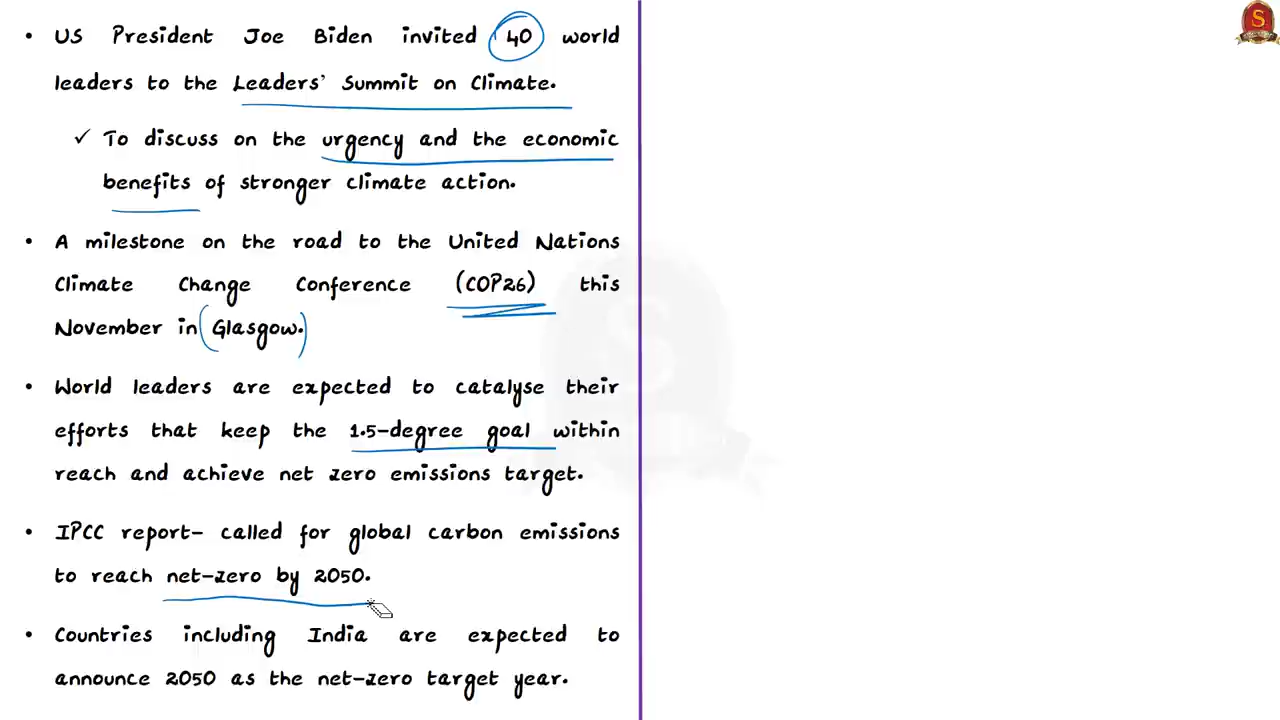 • US President Joe Biden invited 40 world
leaders to the Leaders' Summit on Climate.
✓ To discuss on the urgency and the economic
benefits of stronger climate action.
• A milestone on the road to the United Nations
Climate Change Conference (COP26) this
November in Glasgow.
• World leaders are expected to catalyse their
efforts that keep the 1.5-degree goal within
reach and achieve net zero emissions target.
• IPCC report- called for global carbon emissions
to reach net-zero by 2050.
• Countries including India are expected to
announce 2050 as the net-zero target year.
S